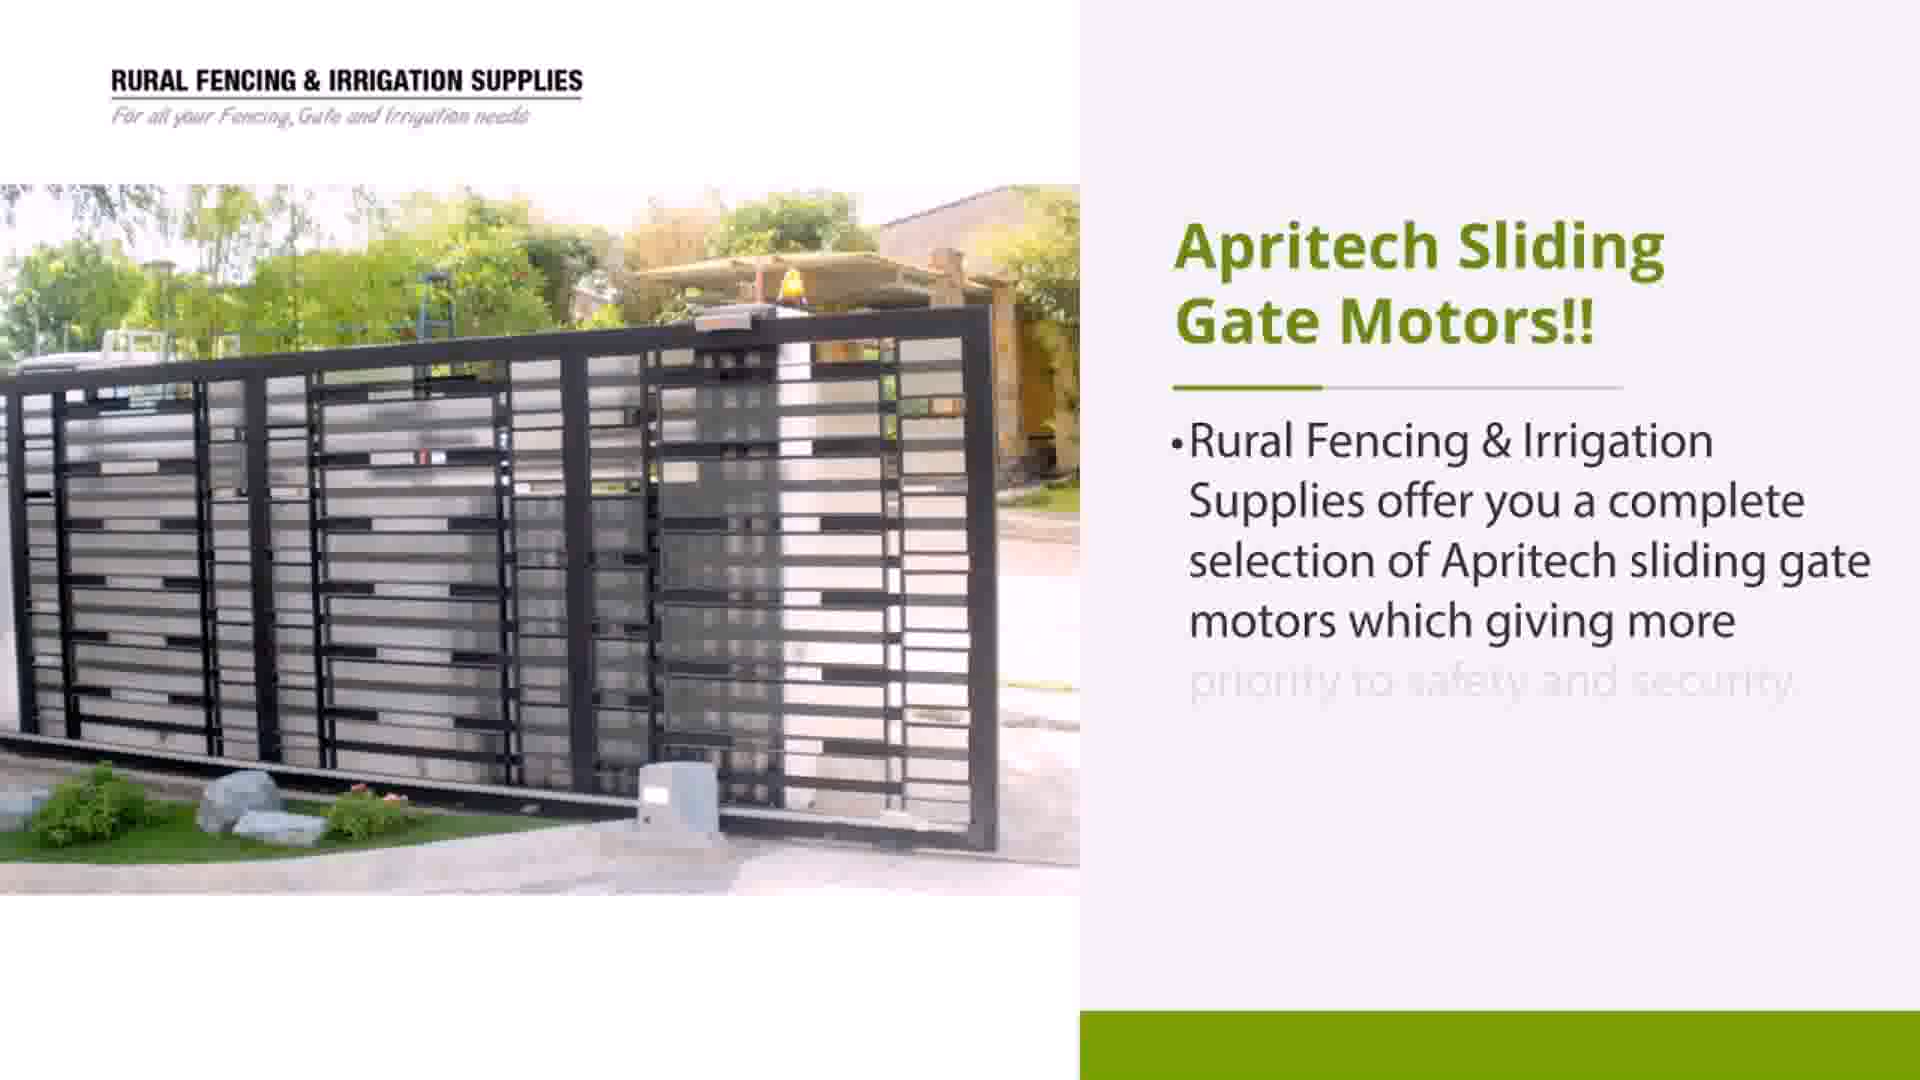 RURAL FENCING & IRRIGATION SUPPLIES
For all your Fencing, Gate and Irrigation needs
Apritech Sliding
Gate Motors!!
•Rural Fencing & Irrigation
Supplies offer you a complete
selection of Apritech sliding gate
motors which giving more
priority to safety and security.